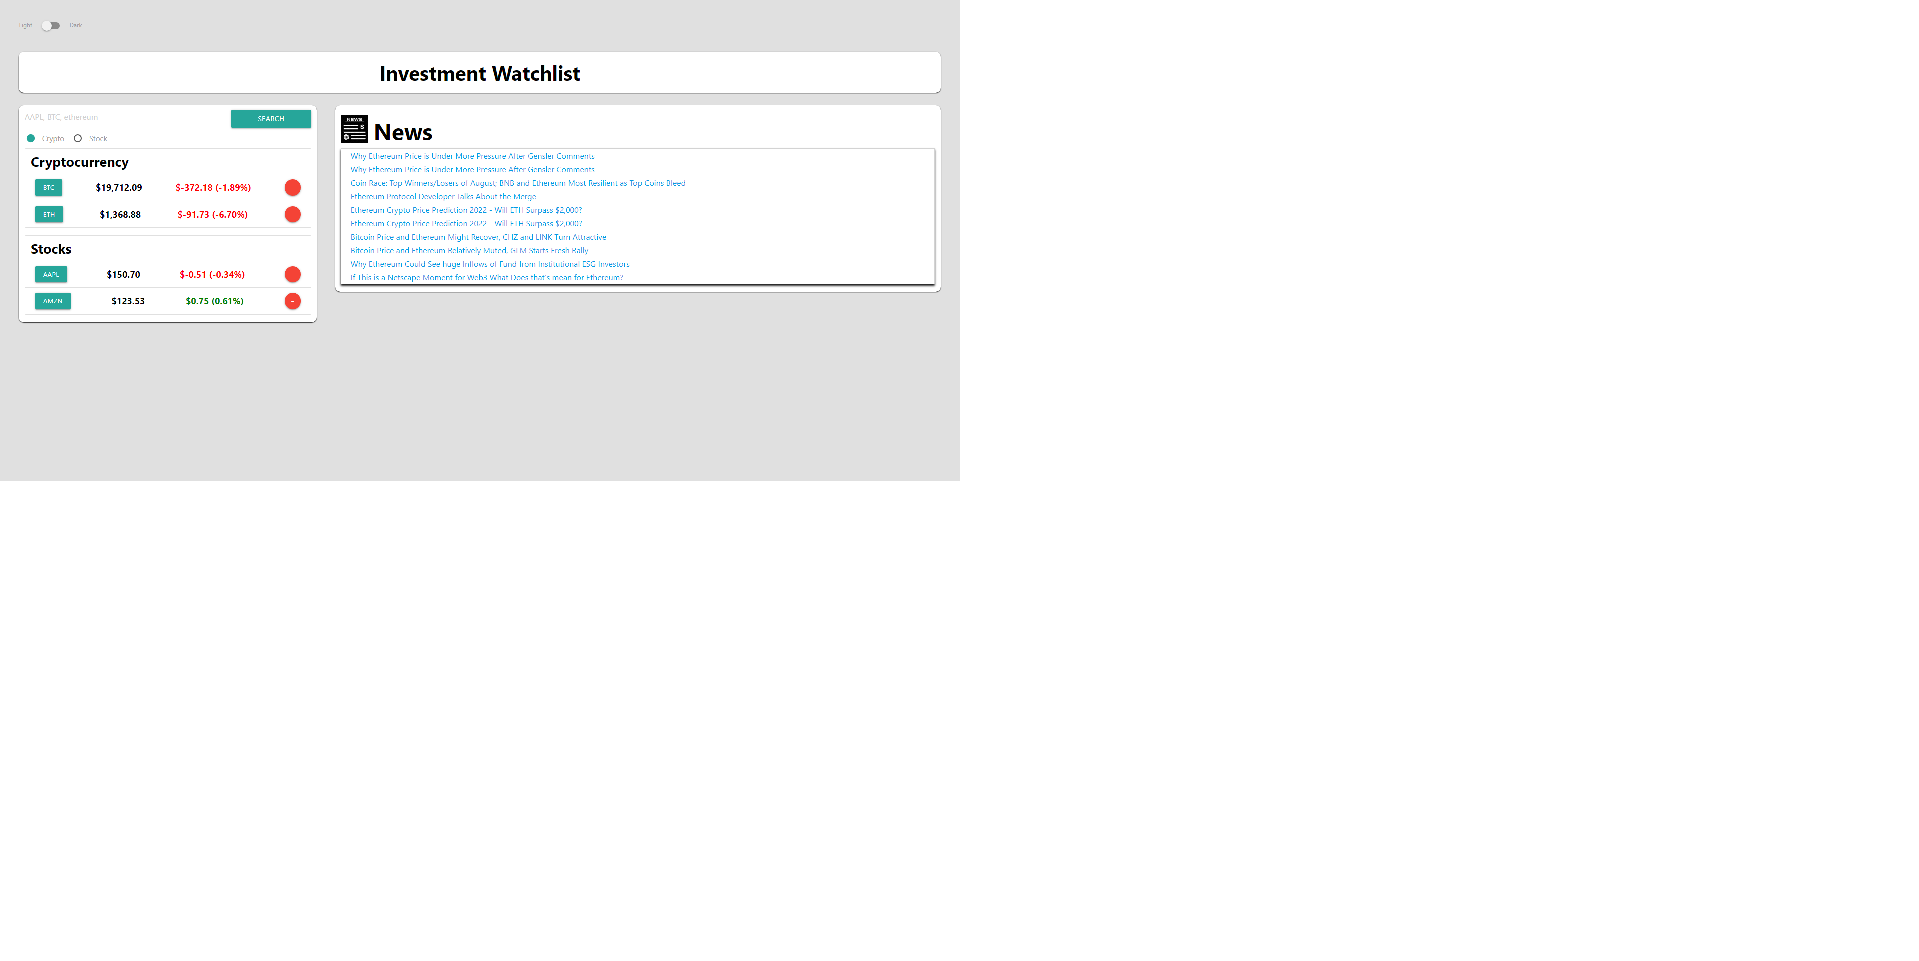 Light Dark
Investment Watchlist
AAPL, BTC, ethereum
SEARCH
Crypto Stock
Cryptocurrency
BTC $19,712.09 $-372.18 (-1.89%)
ETH $1,368.88 $-91.73 (-6.70%)
Stocks
AAPL $150.70 $-0.51 (-0.34%)
AMZN $123.53 $0.75 (0.61%) -
NEWS
News
Why Ethereum Price is Under More Pressure After Gensler Comments
Why Ethereum Price is Under More Pressure After Gensler Comments
Coin Race: Top Winners/Losers of August; BNB and Ethereum Most Resilient as Top Coins Bleed
Ethereum Protocol Developer Talks About the Merge
Ethereum Crypto Price Prediction 2022 - Will ETH Surpass $2,000?
Ethereum Crypto Price Prediction 2022 - Will ETH Surpass $2,000?
Bitcoin Price and Ethereum Might Recover, CHZ and LINK Turn Attractive
Bitcoin Price and Ethereum Relatively Muted, GLM Starts Fresh Rally
Why Ethereum Could See huge Inflows of Fund from Institutional ESG Investors
If This is a Netscape Moment for Web3 What Does that's mean for Ethereum?